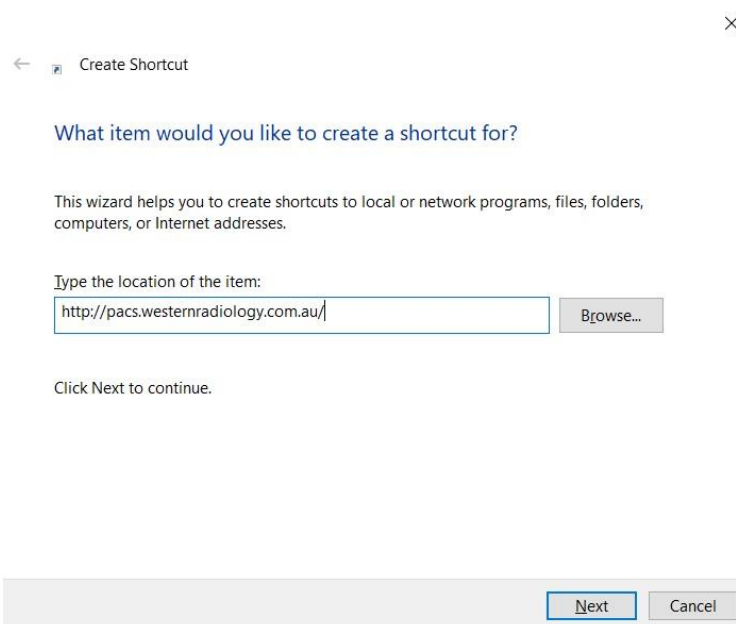 Create Shortcut
What item would you like to create a shortcut for?
This wizard helps you to create shortcuts to local or network programs, files, folders,
computers, or Internet addresses.
Type the location of the item:
http://pacs.westernradiology.com.au/
Browse...
Click Next to continue.
Next
Cancel